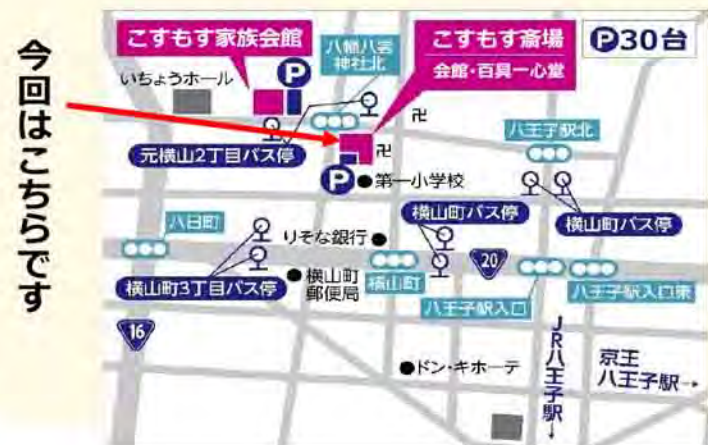 今回はこちらです
こすもす家族会館
いちょうホール
P
八幡八雲
神社北
こすもす斎場
会館・百具一心堂
P30台
元横山2丁目バス停
卍
卍
八王子駅北
P
第一小学校
八日町
りそな銀行
横山町バス停
横山町バス停
横山町3丁目バス停
横山町
郵便局
横山町
20
八王子駅入口
八王子駅入口東
16
ドン・キホーテ
JR八王子駅↓
京王
八王子駅→